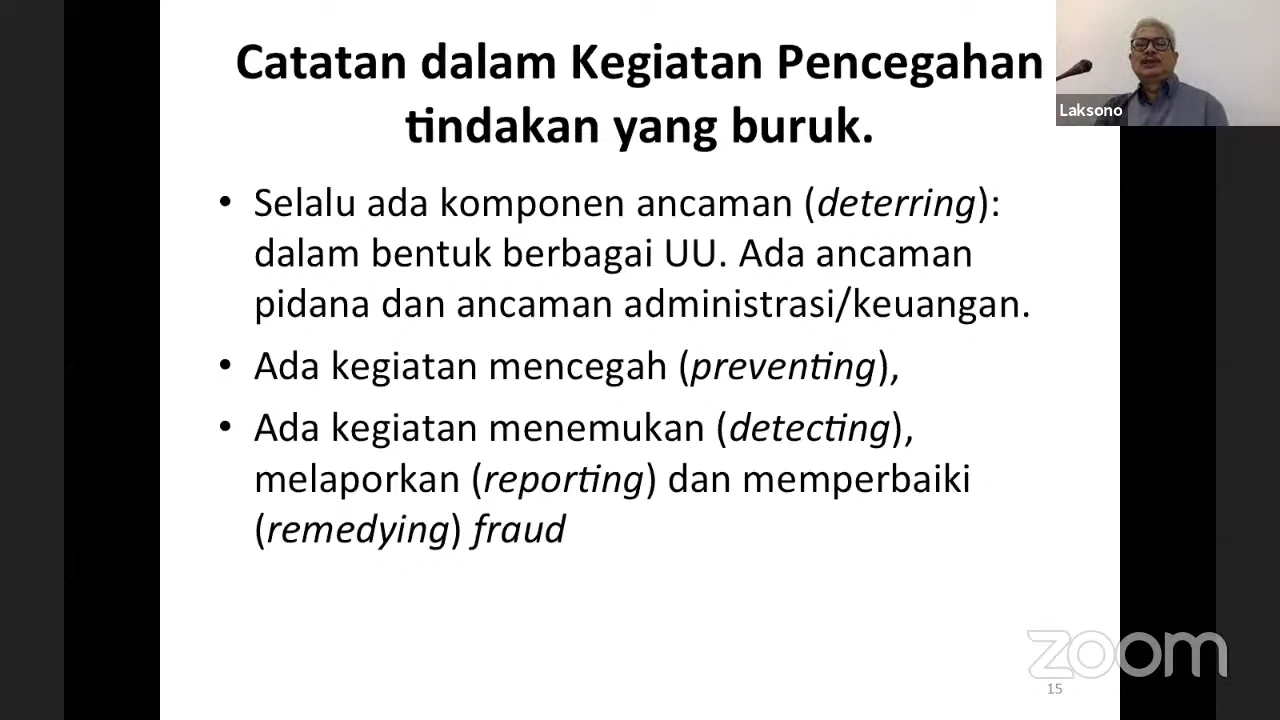 Catatan dalam Kegiatan Pencegahan
tindakan yang buruk.
Laksono
• Selalu ada komponen ancaman (deterring):
dalam bentuk berbagai UU. Ada ancaman
pidana dan ancaman administrasi/keuangan.
• Ada kegiatan mencegah (preventing),
• Ada kegiatan menemukan (detecting),
melaporkan (reporting) dan memperbaiki
(remedying) fraud
zoom
15